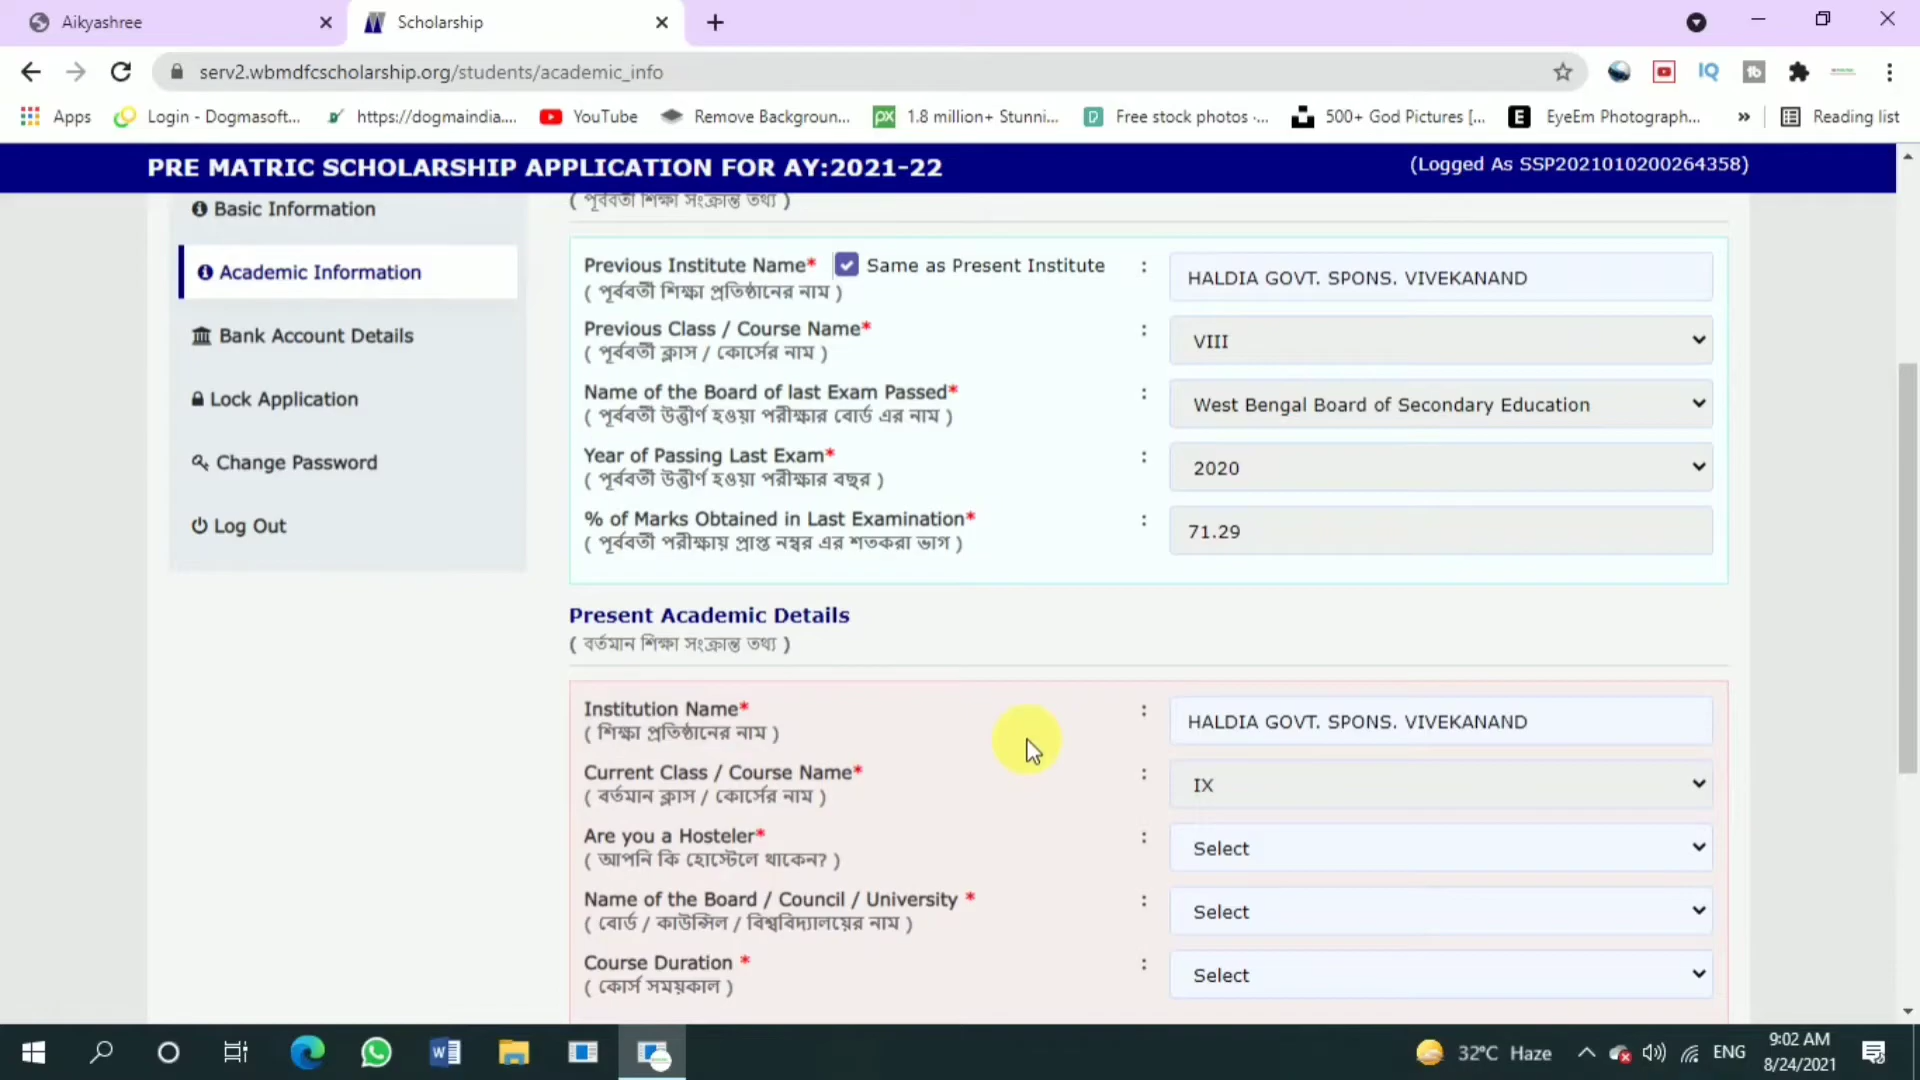 Aikyashree
Scholarship
serv2.wbmdfcscholarship.org/students/academic_info
Apps
Login - Dogmasoft...
https://dogmaindia....
YouTube
Remove Backgroun...
1.8 million+ Stunni...
Free stock photos ·...
500+ God Pictures [...
EyeEm Photograph...
»
Reading list
PRE MATRIC SCHOLARSHIP APPLICATION FOR AY:2021-22
(Logged As SSP2021010200264358)
Basic Information
Academic Information
Bank Account Details
Lock Application
Change Password
Log Out
( পূর্ববর্তী শিক্ষা সংক্রান্ত তথ্য )
Previous Institute Name* Same as Present Institute : HALDIA GOVT. SPONS. VIVEKANAND
( পূর্ববর্তী শিক্ষা প্রতিষ্ঠানের নাম )
Previous Class / Course Name* : VIII
( পূর্ববর্তী ক্লাস / কোর্সের নাম )
Name of the Board of last Exam Passed* : West Bengal Board of Secondary Education
( পূর্ববর্তী উত্তীর্ণ হওয়া পরীক্ষার বোর্ড এর নাম )
Year of Passing Last Exam* : 2020
( পূর্ববর্তী উত্তীর্ণ হওয়া পরীক্ষার বছর )
% of Marks Obtained in Last Examination* : 71.29
( পূর্ববর্তী পরীক্ষায় প্রাপ্ত নম্বর এর শতকরা ভাগ )
Present Academic Details
( বর্তমান শিক্ষা সংক্রান্ত তথ্য )
Institution Name* : HALDIA GOVT. SPONS. VIVEKANAND
( শিক্ষা প্রতিষ্ঠানের নাম )
Current Class / Course Name* : IX
( বর্তমান ক্লাস / কোর্সের নাম )
Are you a Hosteler* : Select
( আপনি কি হোস্টেলে থাকেন? )
Name of the Board / Council / University * : Select
( বোর্ড / কাউন্সিল / বিশ্ববিদ্যালয়ের নাম )
Course Duration * : Select
( কোর্স সময়কাল )
32°C Haze
ENG
9:02 AM
8/24/2021